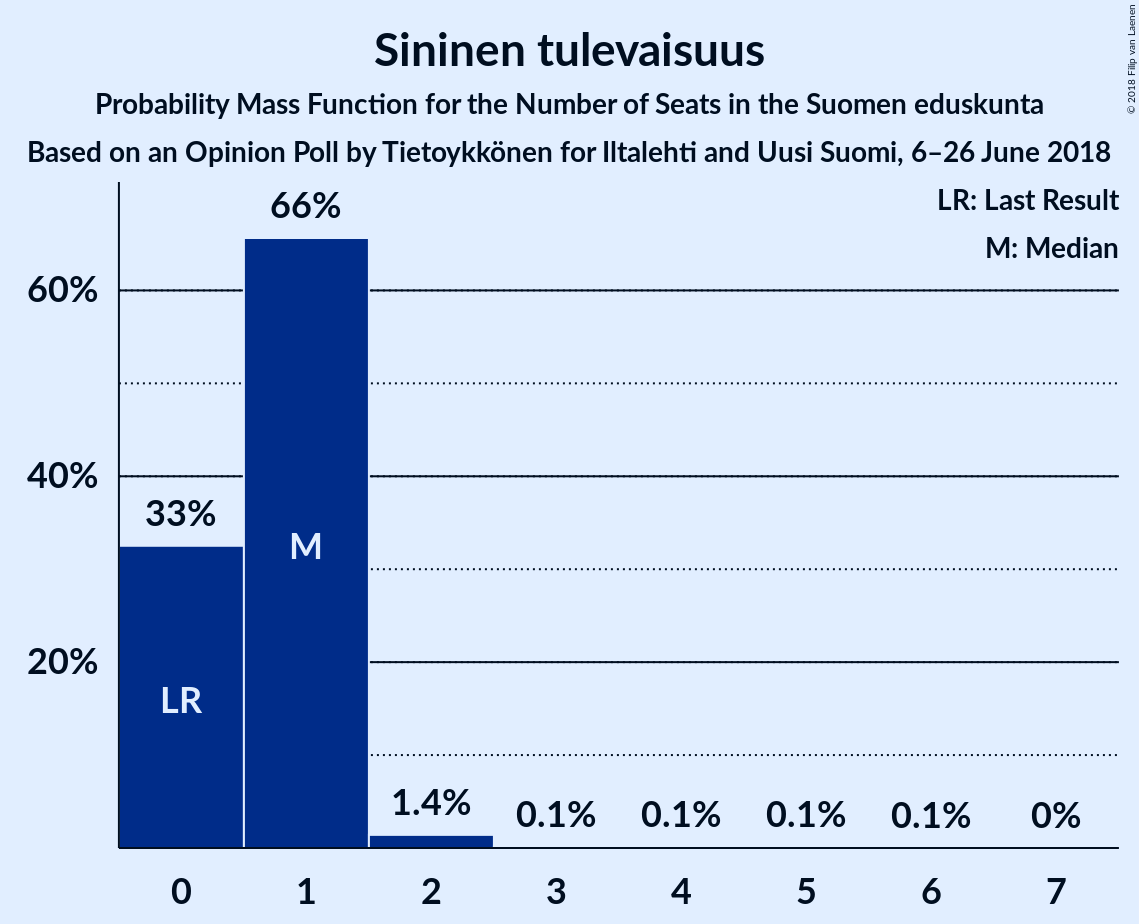 Sininen tulevaisuus
Probability Mass Function for the Number of Seats in the Suomen eduskunta
Based on an Opinion Poll by Tietoykkönen for Iltalehti and Uusi Suomi, 6–26 June 2018
© 2018 Filip van Laenen
LR: Last Result
M: Median
66%
60%
40%
33%
M
20%
LR
1.4%
0.1%
0.1%
0.1%
0.1%
0%
0 1 2 3 4 5 6 7